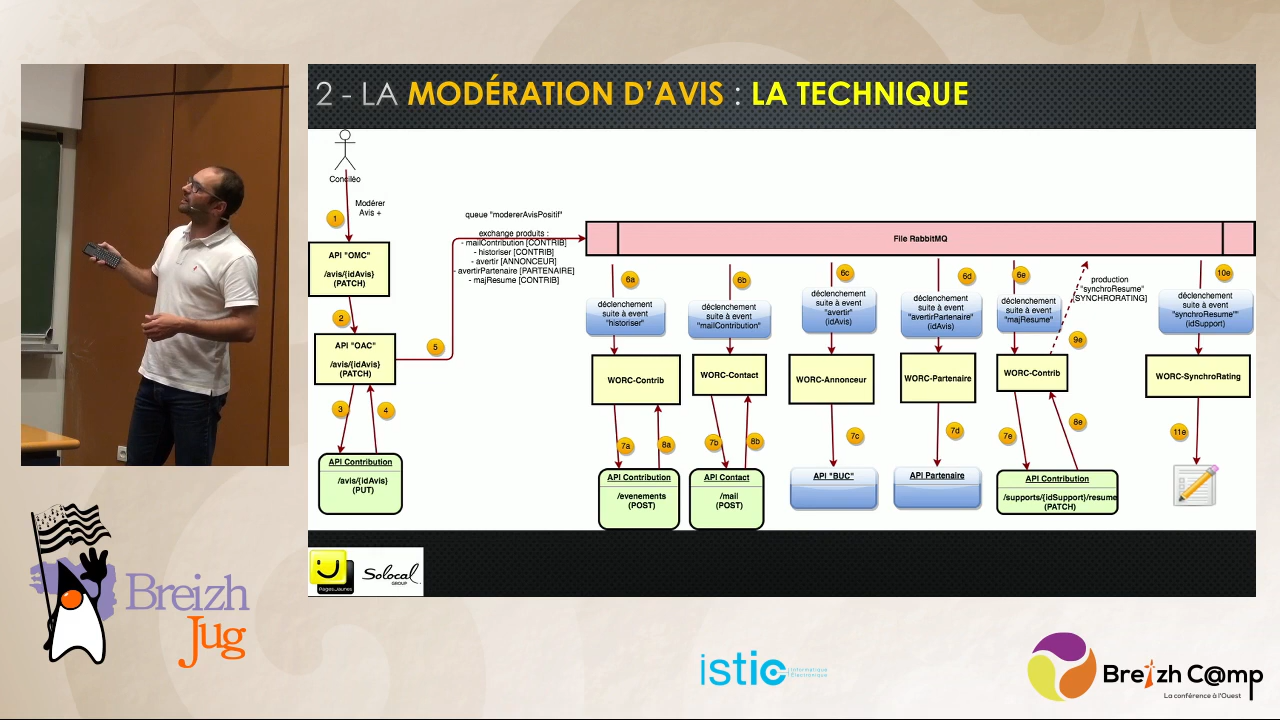 2 - LA MODÉRATION D'AVIS : LA TECHNIQUE
Conciléo
Modérer
Avis +
1
API "OMC"
/avis/{idAvis}
(PATCH)
2
API "OAC"
/avis/{idAvis}
(PATCH)
3
4
API Contribution
/avis/{idAvis}
(PUT)
5
queue "modererAvisPositif"
exchange produits :
- mailContribution [CONTRIB]
- historiser [CONTRIB]
- avertir [ANNONCEUR]
- avertirPartenaire [PARTENAIRE]
- majResume [CONTRIB]
File RabbitMQ
6a
déclenchement
suite à event
"historiser"
WORC-Contrib
7a
8a
API Contribution
/evenements
(POST)
6b
déclenchement
suite à event
"mailContribution"
WORC-Contact
7b
8b
API Contact
/mail
(POST)
6c
déclenchement
suite à event
"avertir"
(idAvis)
WORC-Annonceur
7c
API "BUC"
6d
déclenchement
suite à event
"avertirPartenaire"
(idAvis)
WORC-Partenaire
7d
API Partenaire
6e
déclenchement
suite à event
"majResume"
WORC-Contrib
7e
8e
API Contribution
/supports/{idSupport}/resume
(PATCH)
9e
production
"synchroResume"
[SYNCHRORATING]
10e
déclenchement
suite à event
"synchroResume""
(idSupport)
WORC-SynchroRating
11e
PagesJaunes
Solocal
GROUP
Breizh
Jug
istic
Informatique
Électronique
Breizh C@mp
La conférence à l'Ouest